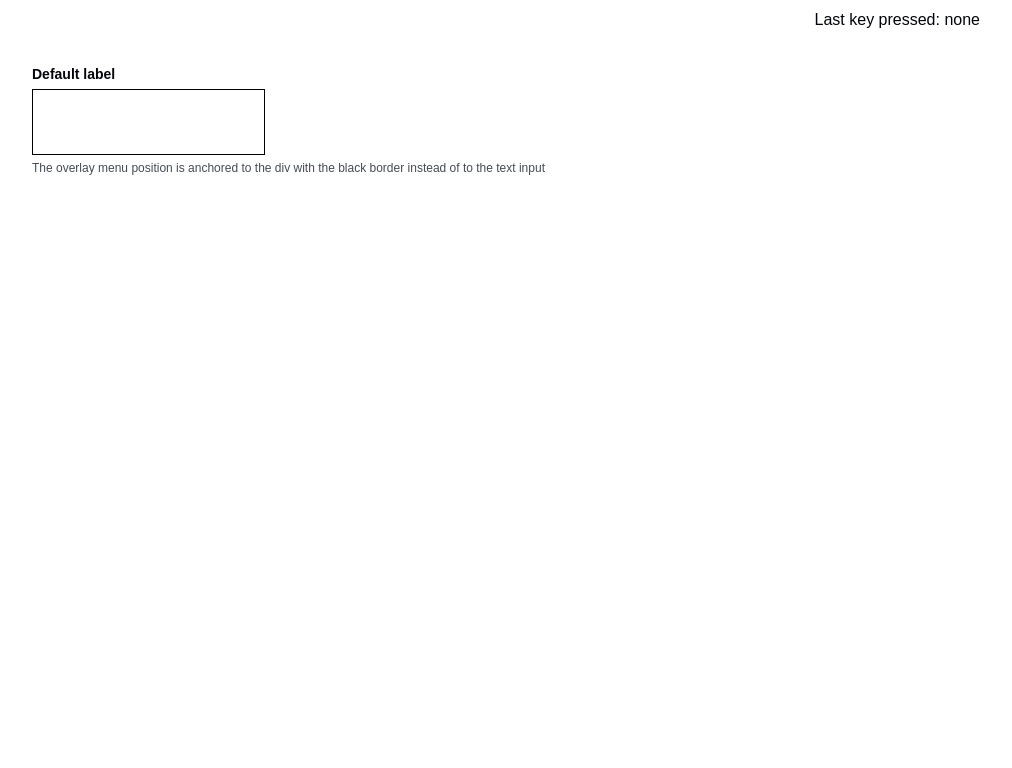 Last key pressed: none
Default label
The overlay menu position is anchored to the div with the black border instead of to the text input